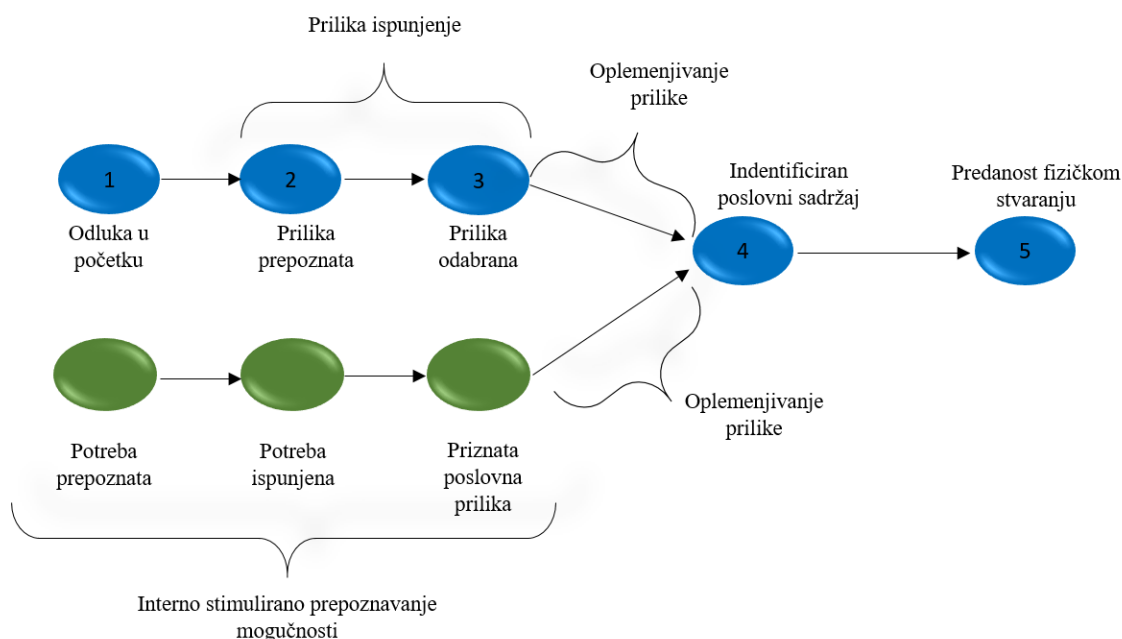 Prilika ispunjenje
Oplemenjivanje
prilike
1
2
3
Odluka u
početku
Prilika
prepoznata
Prilika
odabrana
Indentificiran
poslovni sadržaj
4
Predanost fizičkom
stvaranju
5
Potreba
prepoznata
Potreba
ispunjena
Priznata
poslovna
prilika
Oplemenjivanje
prilike
Interno stimulirano prepoznavanje
mogučnosti